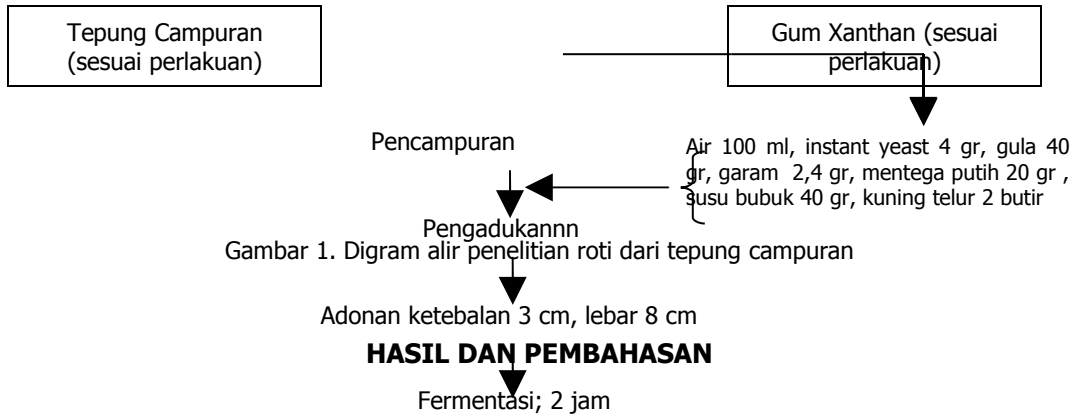 Tepung Campuran
(sesuai perlakuan)
Gum Xanthan (sesuai
perlakuan)
Pencampuran
Air 100 ml, instant yeast 4 gr, gula 40
gr, garam 2,4 gr, mentega putih 20 gr ,
susu bubuk 40 gr, kuning telur 2 butir
Pengadukannn
Gambar 1. Digram alir penelitian roti dari tepung campuran
Adonan ketebalan 3 cm, lebar 8 cm
HASIL DAN PEMBAHASAN
Fermentasi; 2 jam